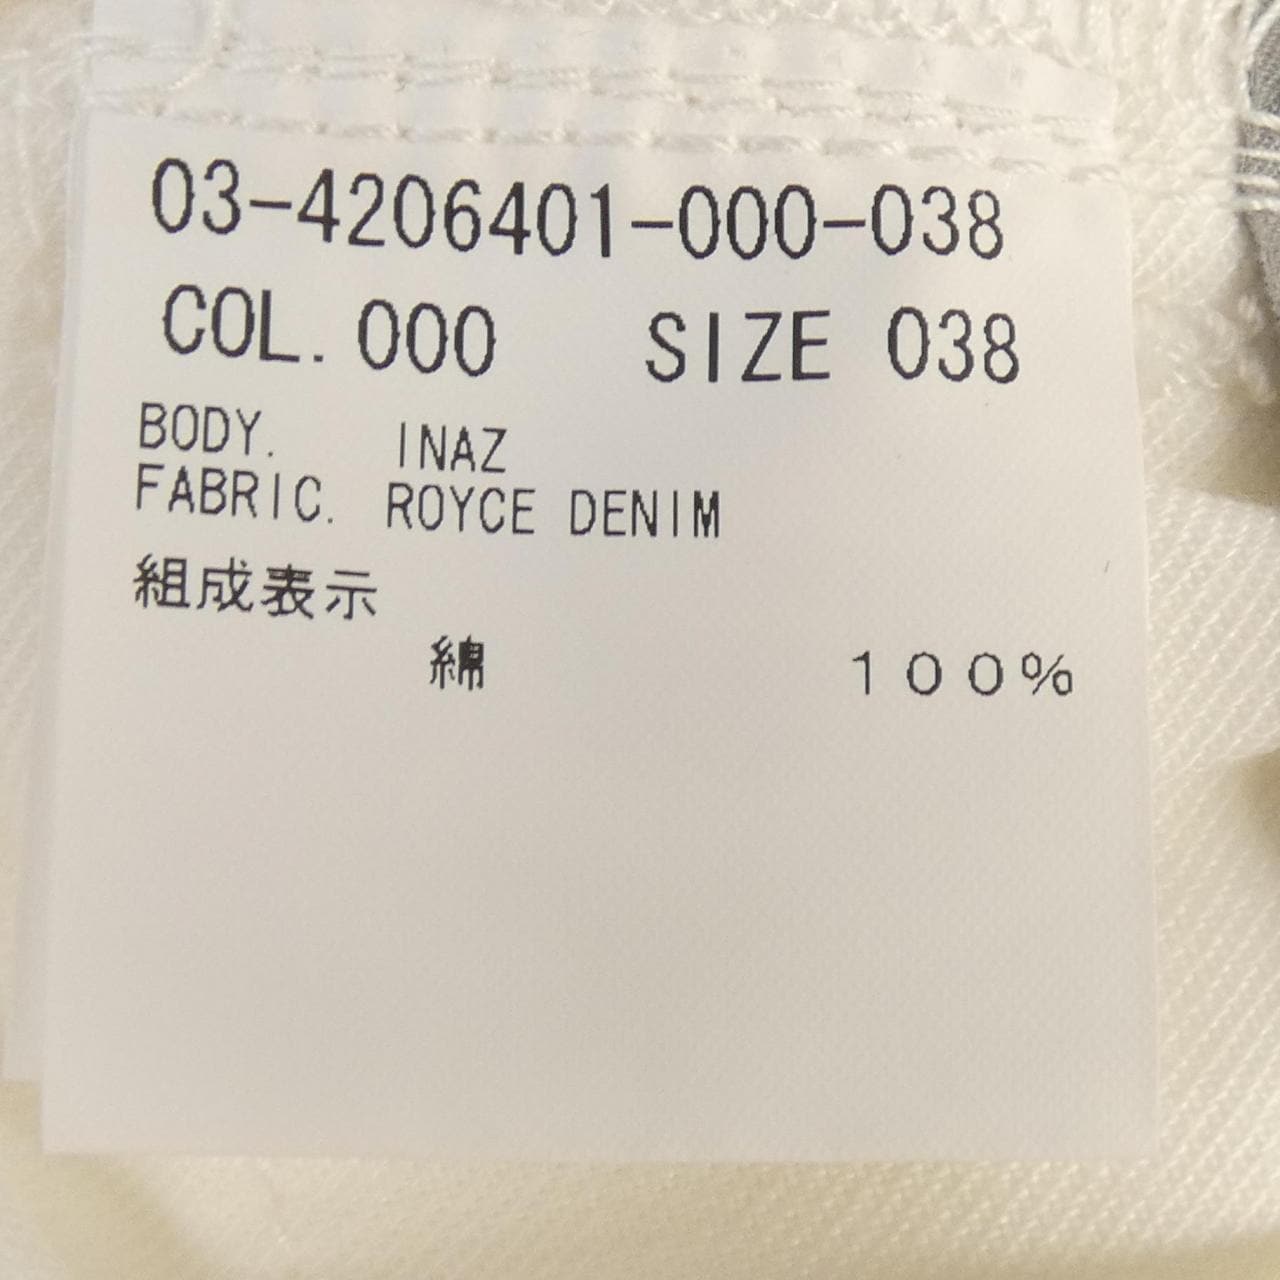 03-4206401-000-038
COL. 000 SIZE 038
BODY. INAZ
FABRIC. ROYCE DENIM
組成表示
綿 100%